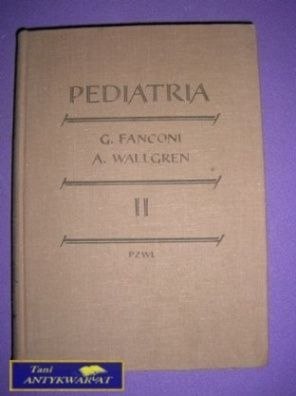 PEDIATRIA
G. FANCONI
A. WALLGREN
II
PZWL
Tani
ANTYKWARIAT